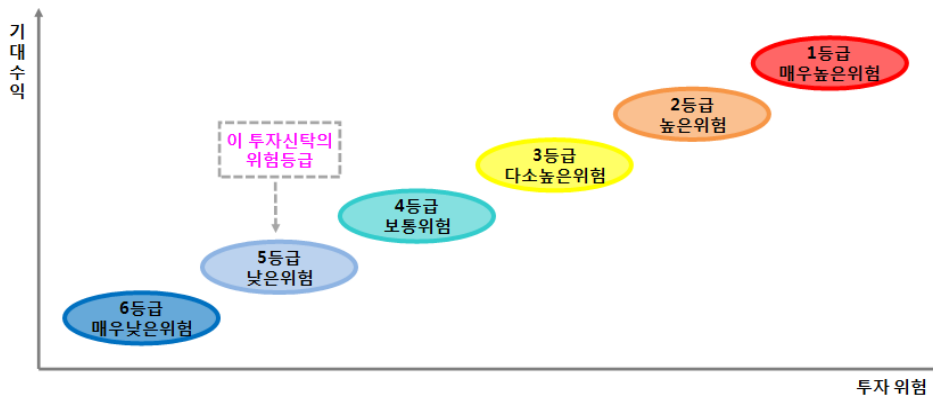 기대수익
1등급
매우높은위험
2등급
높은위험
이 투자신탁의
위험등급
3등급
다소높은위험
4등급
보통위험
5등급
낮은위험
6등급
매우낮은위험
투자 위험